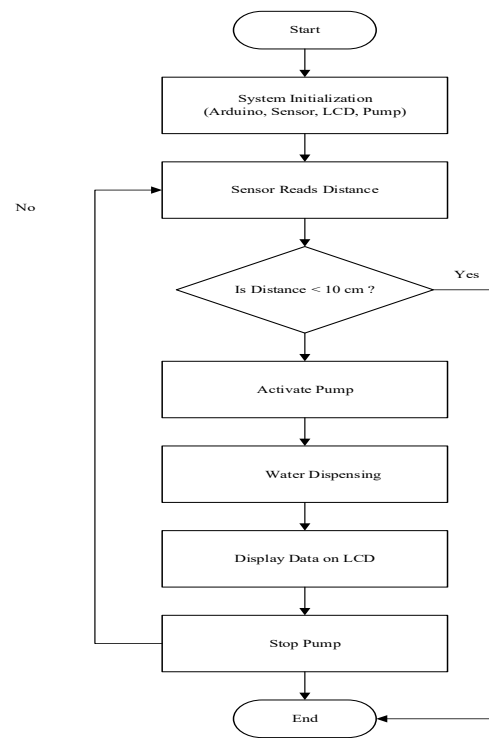 Start
System Initialization
(Arduino, Sensor, LCD, Pump)
Sensor Reads Distance
No
Is Distance < 10 cm ?
Yes
Activate Pump
Water Dispensing
Display Data on LCD
Stop Pump
End